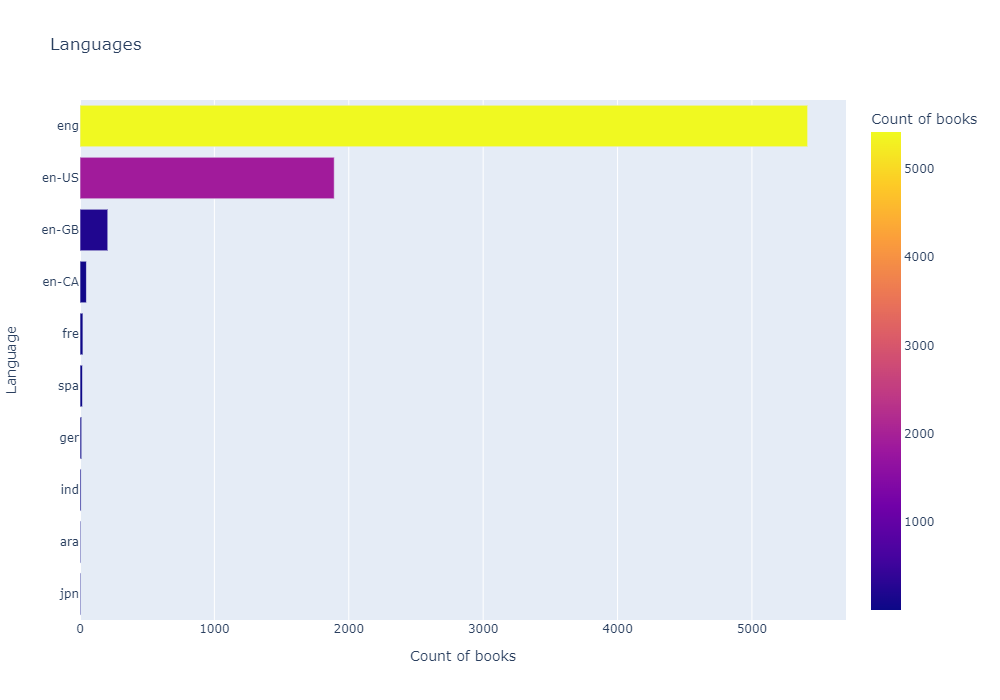 Languages
Count of books
eng
en-US
en-GB
en-CA
fre
spa
ger
ind
ara
jpn
Language
0
1000
2000
3000
4000
5000
Count of books
5000
4000
3000
2000
1000